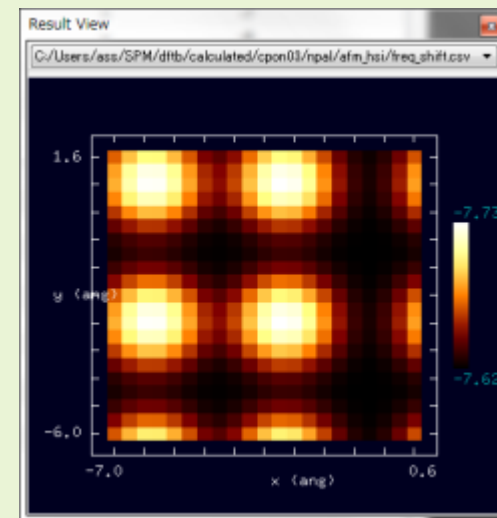 Result View
C:/Users/ass/SPM/dftb/calculated/cpon03/npal/afm_hsi/freq_shift.csv
1.6
-7.73
y (ang)
-7.62
-6.0
-7.0
0.6
x (ang)